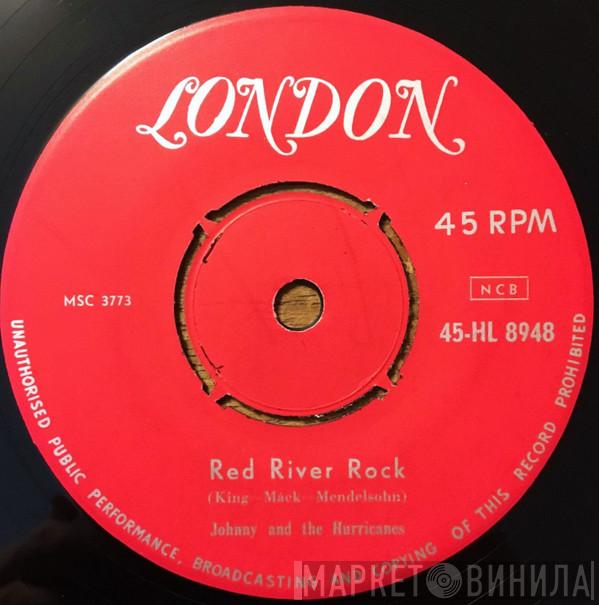 LONDON
45 RPM
NCB
MSC 3773
45-HL 8948
Red River Rock
(King—Mack—Mendelsohn)
Johnny and the Hurricanes
UNAUTHORISED PUBLIC PERFORMANCE, BROADCASTING AND COPYING OF THIS RECORD PROHIBITED
МАРКЕТ ВИНИЛА